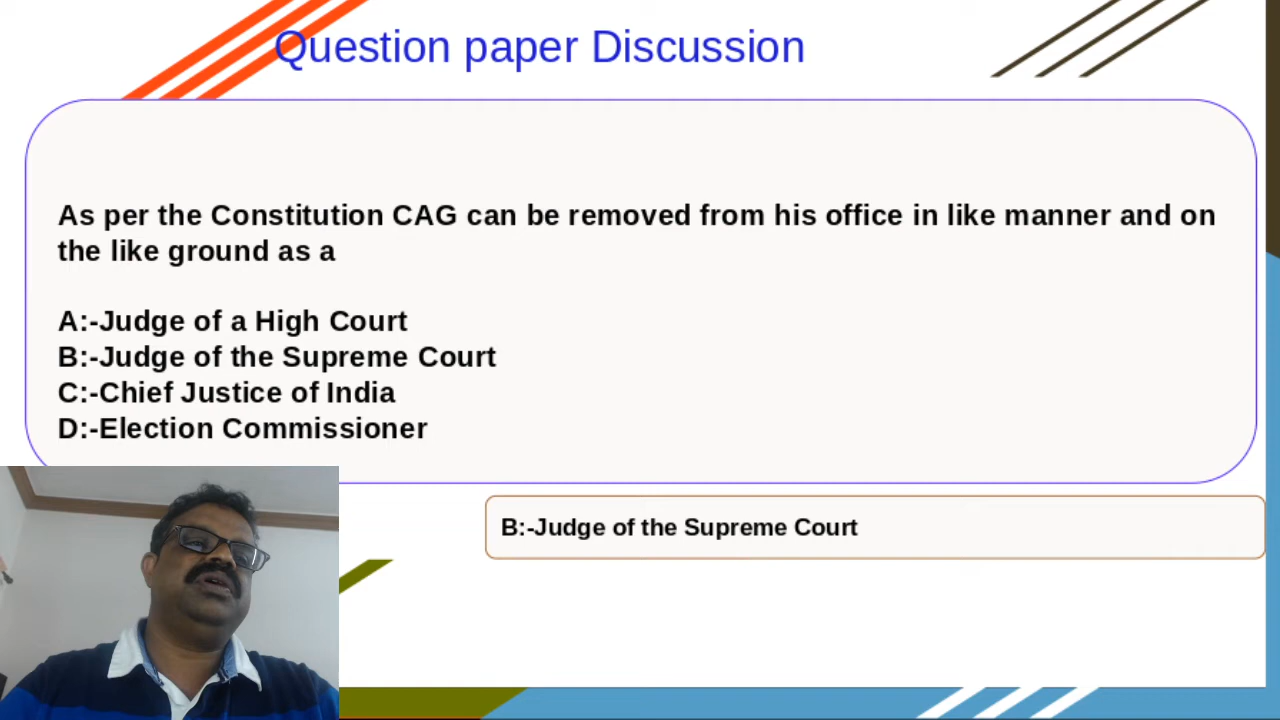 Question paper Discussion
As per the Constitution CAG can be removed from his office in like manner and on
the like ground as a
A:-Judge of a High Court
B:-Judge of the Supreme Court
C:-Chief Justice of India
D:-Election Commissioner
B:-Judge of the Supreme Court